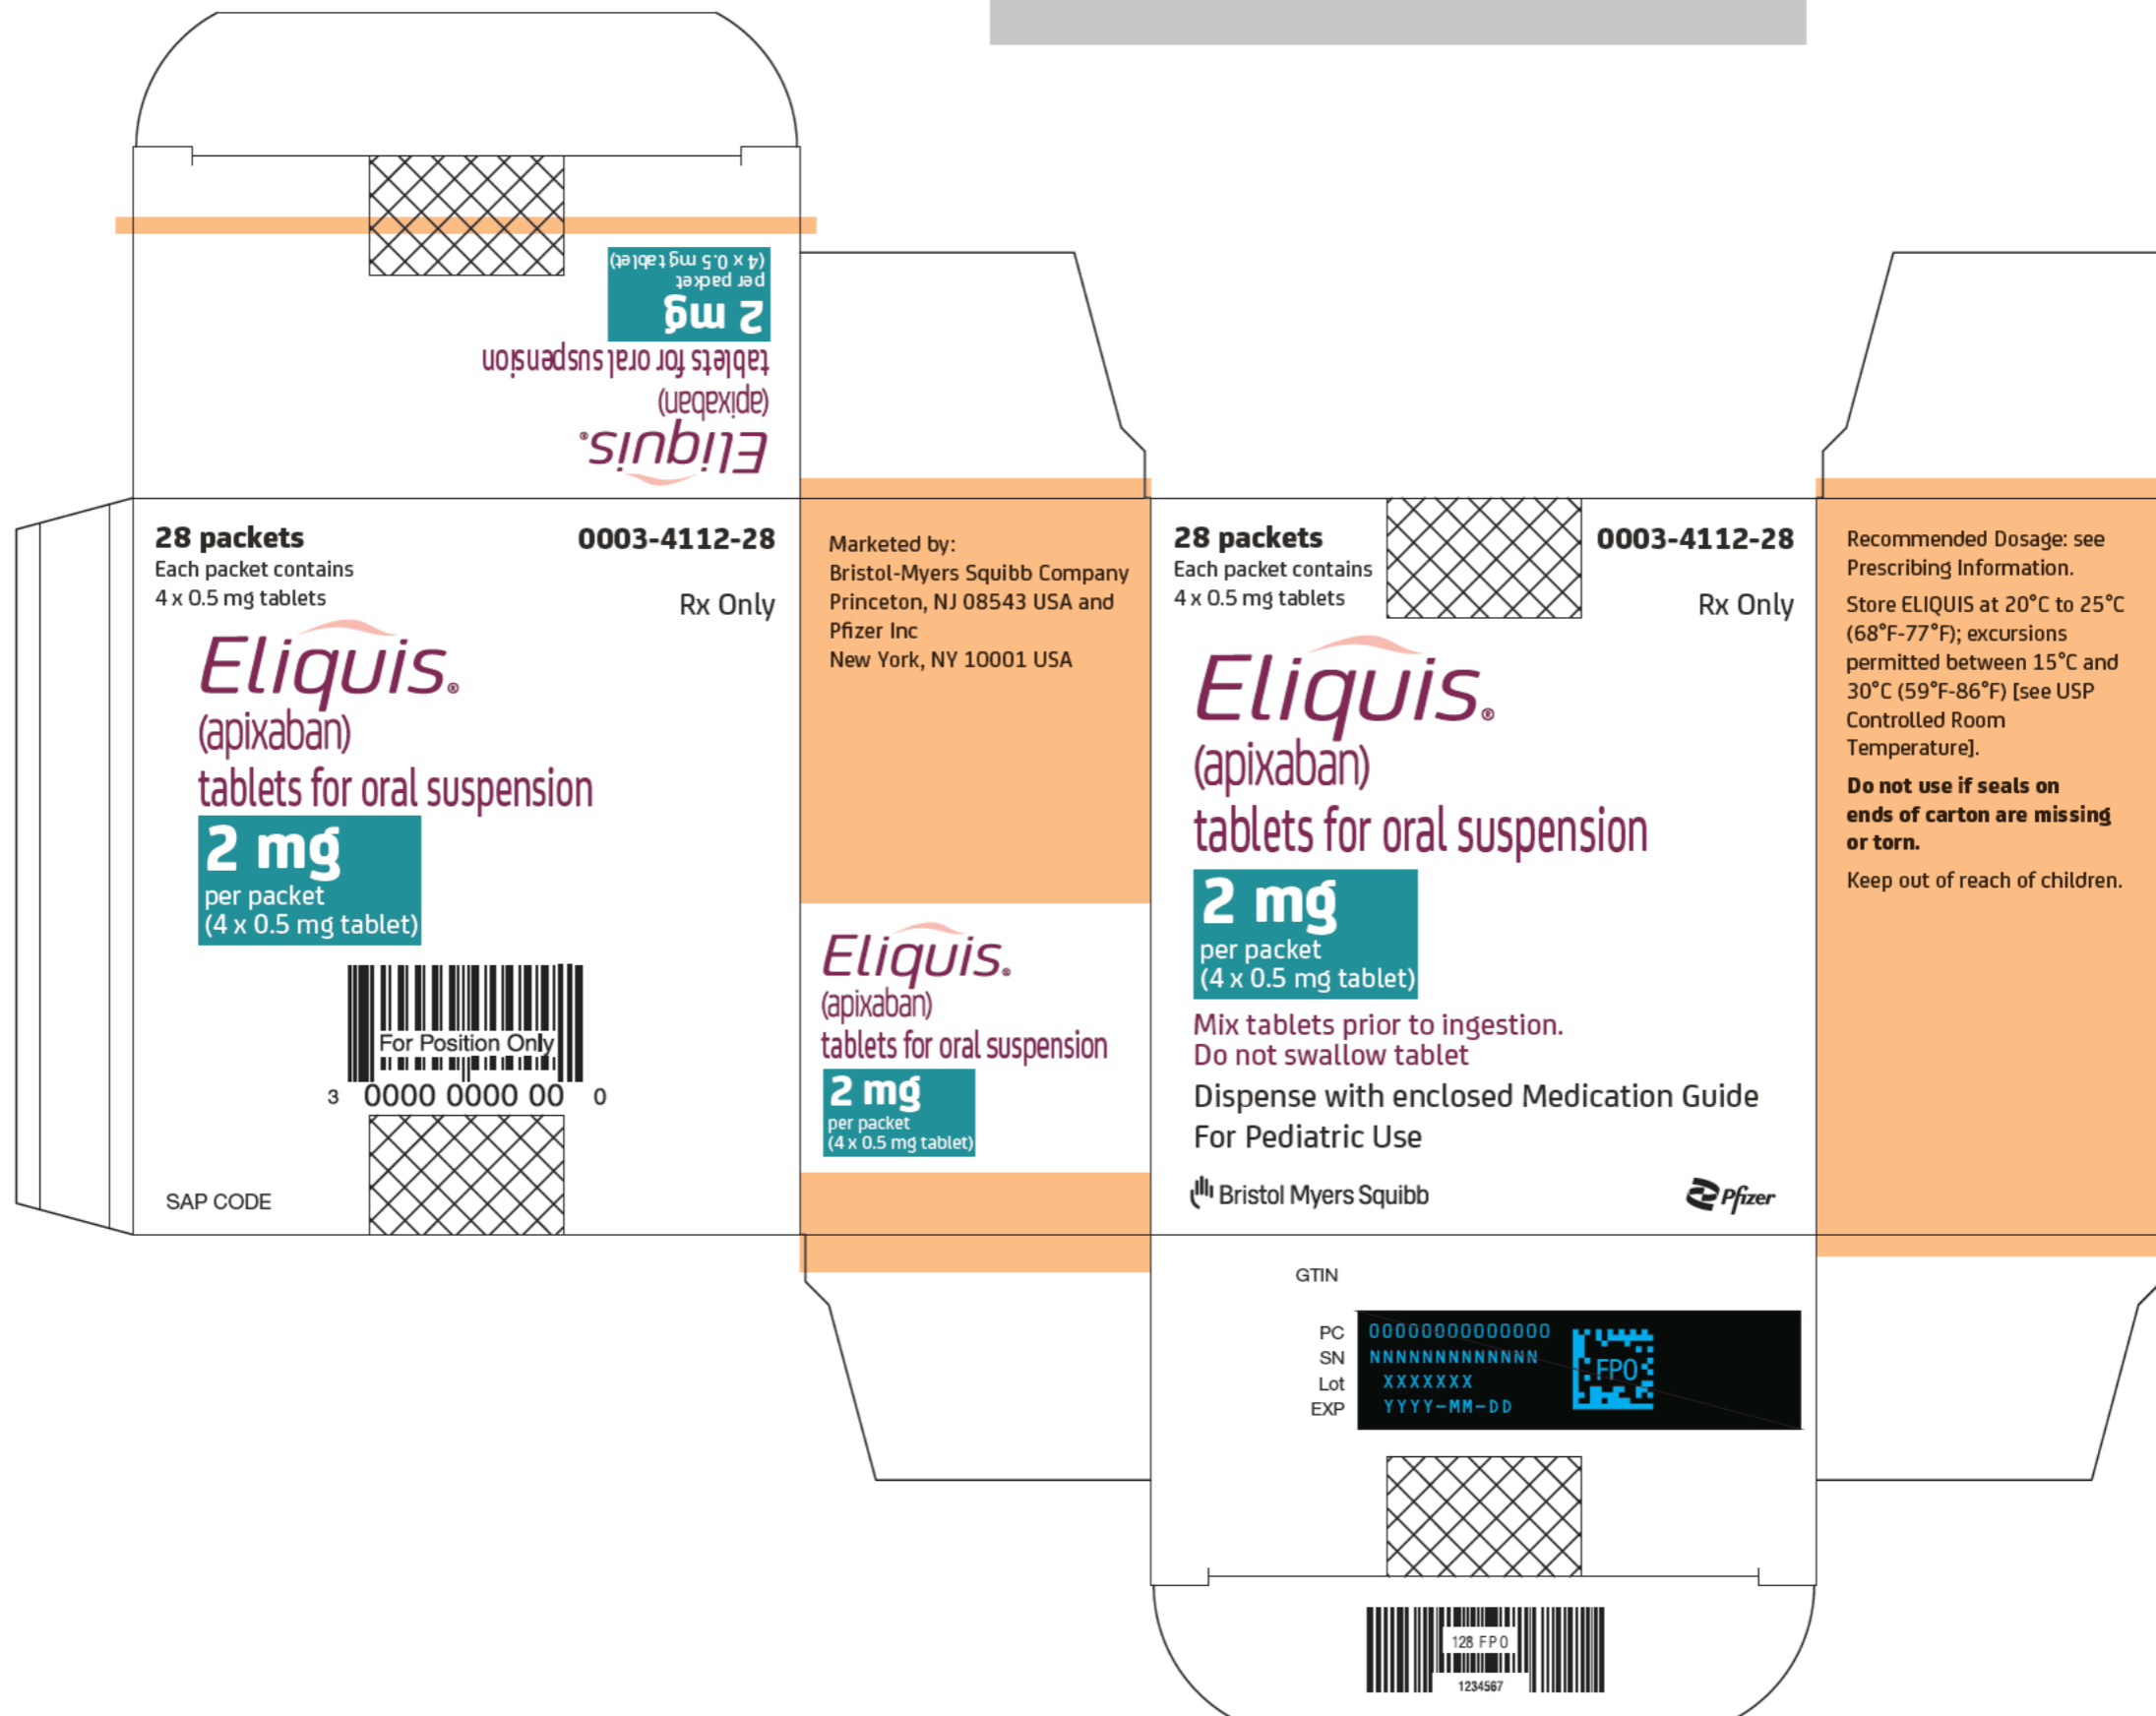 Eliquis®
(apixaban)
tablets for oral suspension
2 mg
per packet
(4 x 0.5 mg tablet)
28 packets
Each packet contains
4 x 0.5 mg tablets
0003-4112-28
Rx Only
Eliquis®
(apixaban)
tablets for oral suspension
2 mg
per packet
(4 x 0.5 mg tablet)
For Position Only
3 0000 0000 00 0
SAP CODE
Marketed by:
Bristol-Myers Squibb Company
Princeton, NJ 08543 USA and
Pfizer Inc
New York, NY 10001 USA
Eliquis®
(apixaban)
tablets for oral suspension
2 mg
per packet
(4 x 0.5 mg tablet)
28 packets
Each packet contains
4 x 0.5 mg tablets
0003-4112-28
Rx Only
Eliquis®
(apixaban)
tablets for oral suspension
2 mg
per packet
(4 x 0.5 mg tablet)
Mix tablets prior to ingestion.
Do not swallow tablet
Dispense with enclosed Medication Guide
For Pediatric Use
Bristol Myers Squibb
Pfizer
Recommended Dosage: see
Prescribing Information.
Store ELIQUIS at 20°C to 25°C
(68°F-77°F); excursions
permitted between 15°C and
30°C (59°F-86°F) [see USP
Controlled Room
Temperature].
Do not use if seals on
ends of carton are missing
or torn.
Keep out of reach of children.
GTIN
PC 00000000000000
SN NNNNNNNNNNNNN
Lot XXXXXXX
EXP YYYY-MM-DD
FPO
128 FPO
1234567